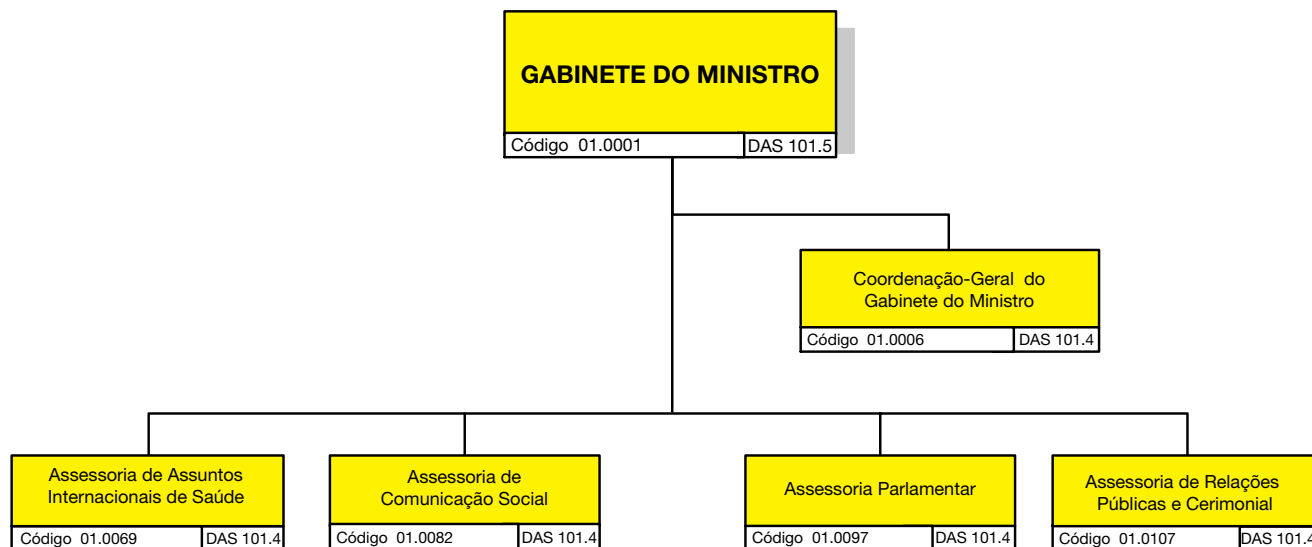 GABINETE DO MINISTRO
Código 01.0001 DAS 101.5
Coordenação-Geral do
Gabinete do Ministro
Código 01.0006 DAS 101.4
Assessoria de Assuntos
Internacionais de Saúde
Código 01.0069 DAS 101.4
Assessoria de
Comunicação Social
Código 01.0082 DAS 101.4
Assessoria Parlamentar
Código 01.0097 DAS 101.4
Assessoria de Relações
Públicas e Cerimonial
Código 01.0107 DAS 101.4